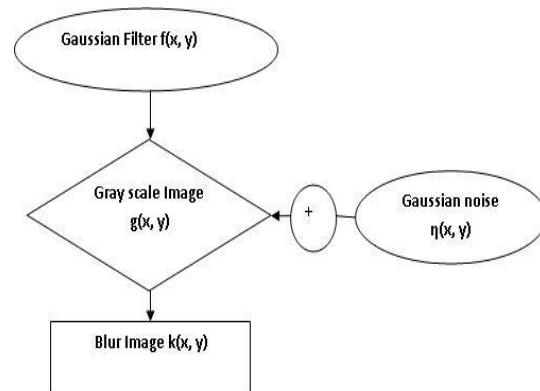 Gaussian Filter f(x, y)
Gray scale Image
g(x, y)
+
Gaussian noise
η(x, y)
Blur Image k(x, y)